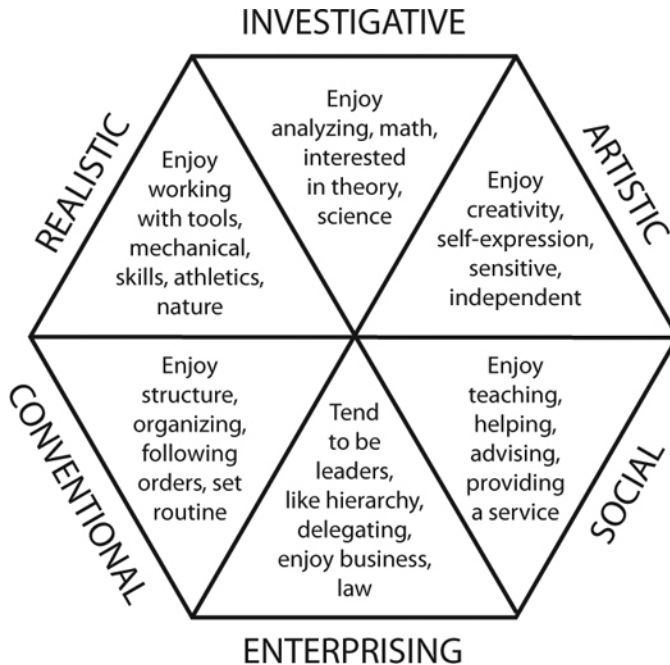 INVESTIGATIVE
REALISTIC
Enjoy
working
with tools,
mechanical,
skills, athletics,
nature
Enjoy
analyzing, math,
interested
in theory,
science
Enjoy
creativity,
self-expression,
sensitive,
independent
ARTISTIC
CONVENTIONAL
Enjoy
structure,
organizing,
following
orders, set
routine
Tend
to be
leaders,
like hierarchy,
delegating,
enjoy business,
law
Enjoy
teaching,
helping,
advising,
providing
a service
SOCIAL
ENTERPRISING